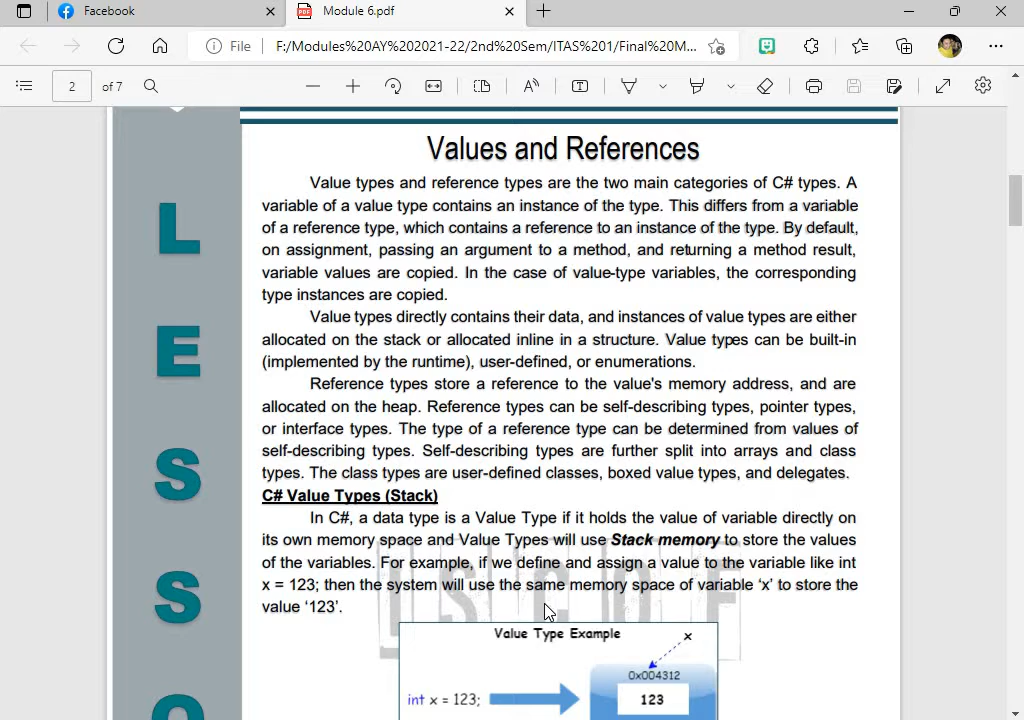 Facebook
Module 6.pdf
File
F:/Modules%20AY%202021-22/2nd%20Sem/ITAS%201/Final%20M...
2
of 7
Values and References
Value types and reference types are the two main categories of C# types. A
variable of a value type contains an instance of the type. This differs from a variable
of a reference type, which contains a reference to an instance of the type. By default,
on assignment, passing an argument to a method, and returning a method result,
variable values are copied. In the case of value-type variables, the corresponding
type instances are copied.
Value types directly contains their data, and instances of value types are either
allocated on the stack or allocated inline in a structure. Value types can be built-in
(implemented by the runtime), user-defined, or enumerations.
Reference types store a reference to the value's memory address, and are
allocated on the heap. Reference types can be self-describing types, pointer types,
or interface types. The type of a reference type can be determined from values of
self-describing types. Self-describing types are further split into arrays and class
types. The class types are user-defined classes, boxed value types, and delegates.
C# Value Types (Stack)
In C#, a data type is a Value Type if it holds the value of variable directly on
its own memory space and Value Types will use Stack memory to store the values
of the variables. For example, if we define and assign a value to the variable like int
x = 123; then the system will use the same memory space of variable ‘x’ to store the
value ‘123’.
Value Type Example
x
0x004312
int x = 123;
123
L
E
S
S
O